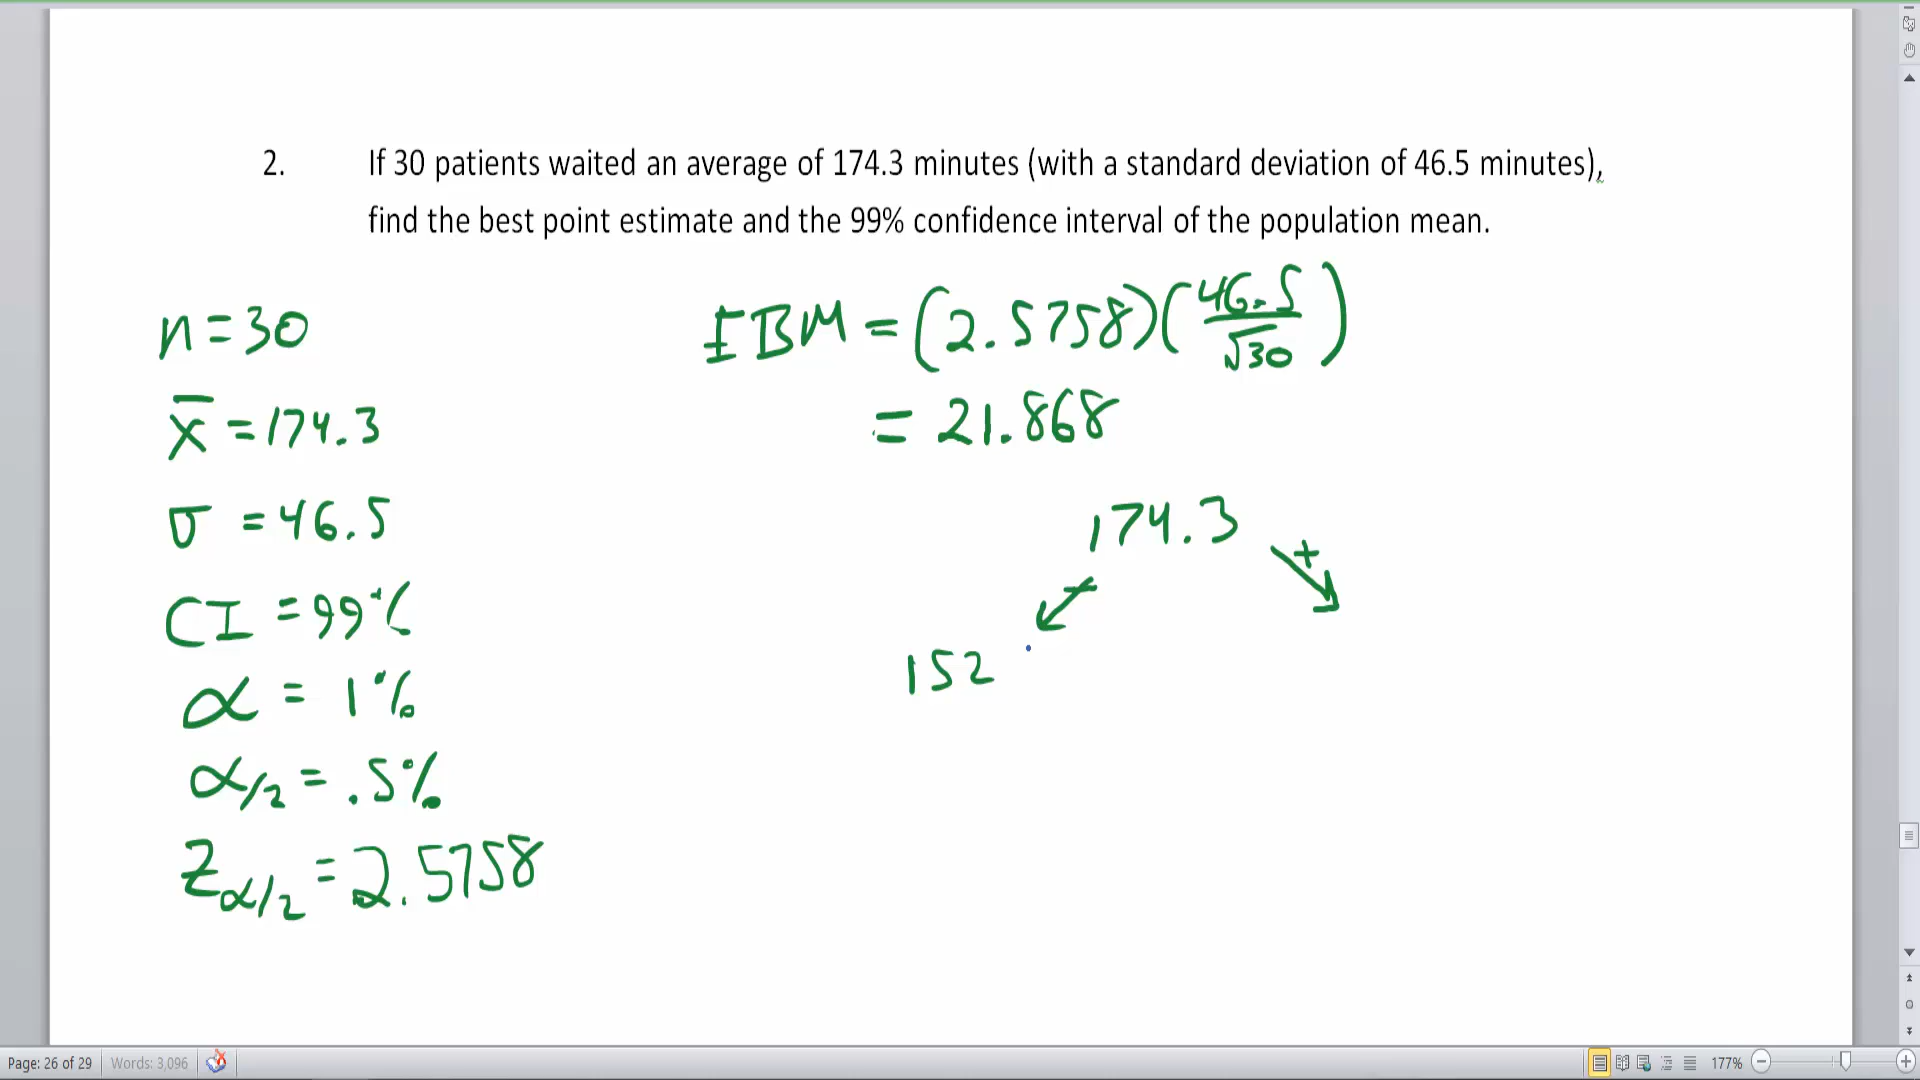 2. If 30 patients waited an average of 174.3 minutes (with a standard deviation of 46.5 minutes),
find the best point estimate and the 99% confidence interval of the population mean.
n=30
x̄ =174.3
σ =46.5
CI =99%
α = 1%
α/2 = .5%
Zα/2 = 2.5758
EBM = (2.5758)(46.5/√30)
= 21.868
174.3
- +
152
Page: 26 of 29 Words: 3,096 177%